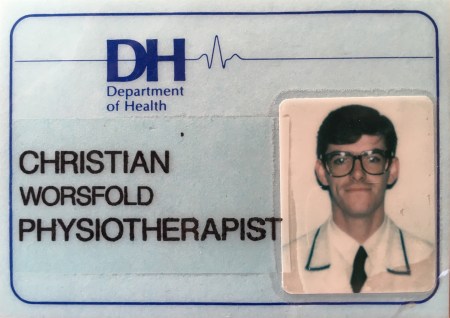 DH
Department
of Health
CHRISTIAN
WORSFOLD
PHYSIOTHERAPIST